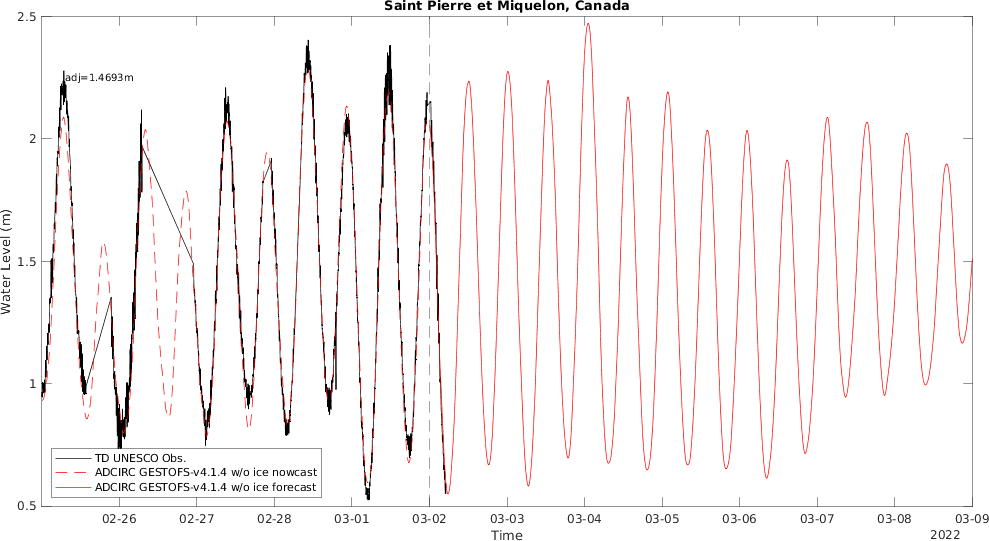 Saint Pierre et Miquelon, Canada
2.5
adj=1.4693m
2
Water Level (m)
1.5
1
TD UNESCO Obs.
ADCIRC GESTOFS-v4.1.4 w/o ice nowcast
ADCIRC GESTOFS-v4.1.4 w/o ice forecast
0.5
02-26 02-27 02-28 03-01 03-02 03-03 03-04 03-05 03-06 03-07 03-08 03-09
Time
2022